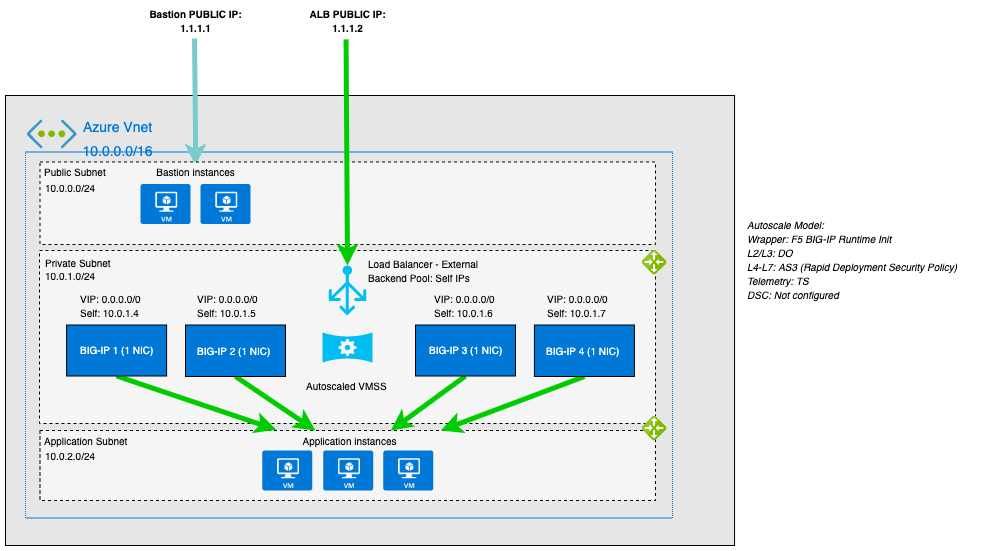 Bastion PUBLIC IP:
1.1.1.1
ALB PUBLIC IP:
1.1.1.2
Azure Vnet
10.0.0.0/16
Public Subnet
10.0.0.0/24
Bastion instances
VM
VM
Private Subnet
10.0.1.0/24
Load Balancer - External
Backend Pool: Self IPs
VIP: 0.0.0.0/0
Self: 10.0.1.4
VIP: 0.0.0.0/0
Self: 10.0.1.5
VIP: 0.0.0.0/0
Self: 10.0.1.6
VIP: 0.0.0.0/0
Self: 10.0.1.7
BIG-IP 1 (1 NIC)
BIG-IP 2 (1 NIC)
BIG-IP 3 (1 NIC)
BIG-IP 4 (1 NIC)
Autoscaled VMSS
Application Subnet
10.0.2.0/24
Application instances
VM
VM
VM
Autoscale Model:
Wrapper: F5 BIG-IP Runtime Init
L2/L3: DO
L4-L7: AS3 (Rapid Deployment Security Policy)
Telemetry: TS
DSC: Not configured